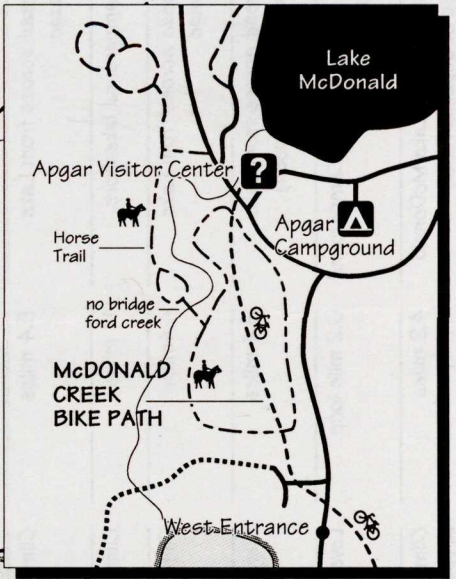 Lake
McDONALD
Apgar Visitor Center
?
Apgar
Campground
Horse
Trail
no bridge
ford creek
McDONALD
CREEK
BIKE PATH
West Entrance